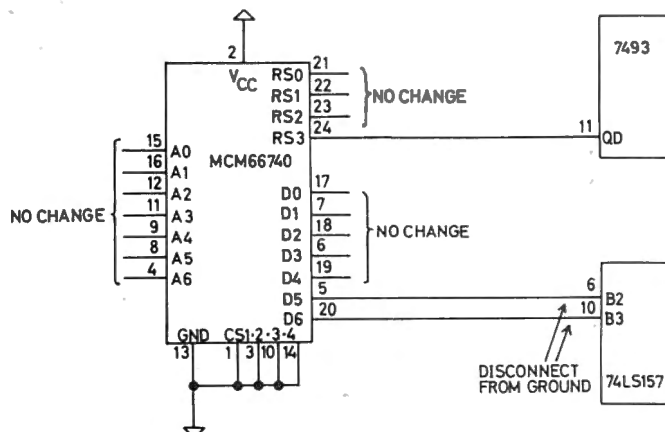 2
VCC
21
RS0
22
RS1
NO CHANGE
23
RS2
24
RS3
7493
11
QD
MCM66740
15
A0
16
A1
12
A2
11
A3
NO CHANGE
9
A4
8
A5
4
A6
17
D0
7
D1
18
D2
NO CHANGE
6
D3
19
D4
5
D5
20
D6
6
B2
10
B3
GND
CS1·2·3·4
13
1
3
10
14
DISCONNECT
FROM GROUND
74LS157